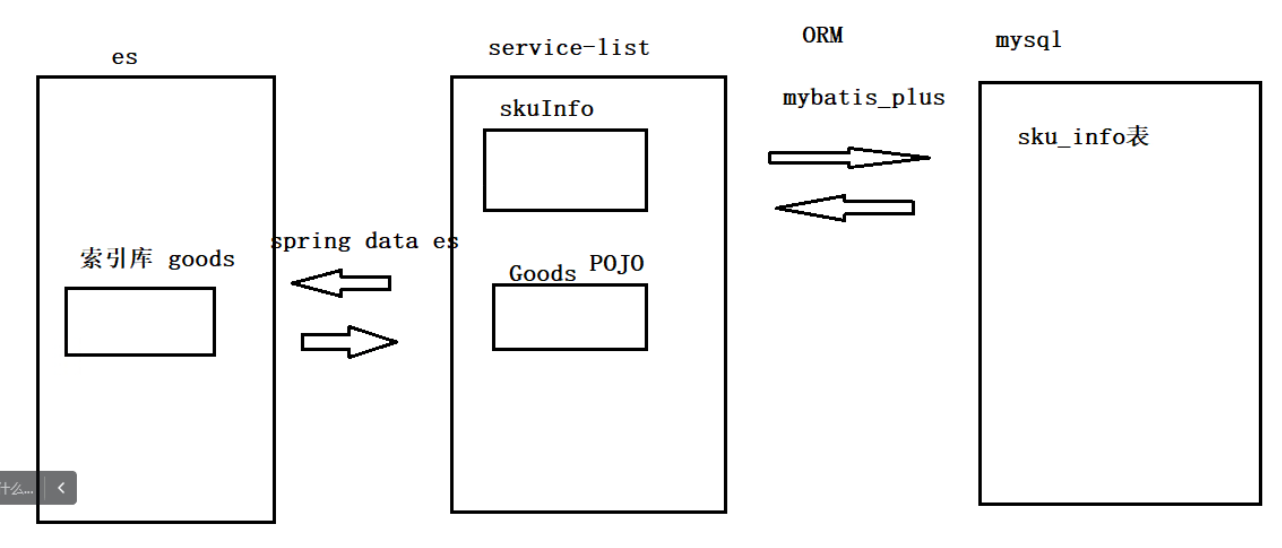 es
service-list
ORM
mysql
skuInfo
mybatis_plus
sku_info表
spring data es
索引库 goods
Goods POJO
什么...